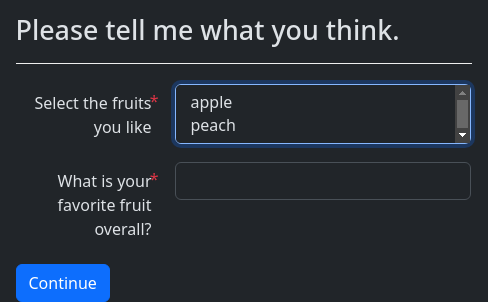 Please tell me what you think.
Select the fruits*
you like
apple
peach
What is your*
favorite fruit
overall?
Continue